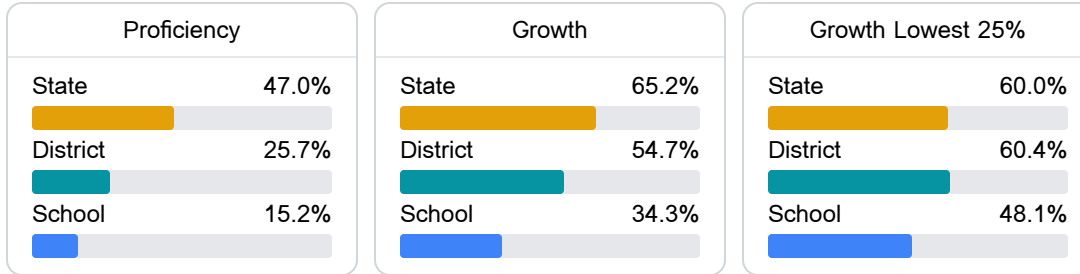 Proficiency
State 47.0%
District 25.7%
School 15.2%
Growth
State 65.2%
District 54.7%
School 34.3%
Growth Lowest 25%
State 60.0%
District 60.4%
School 48.1%